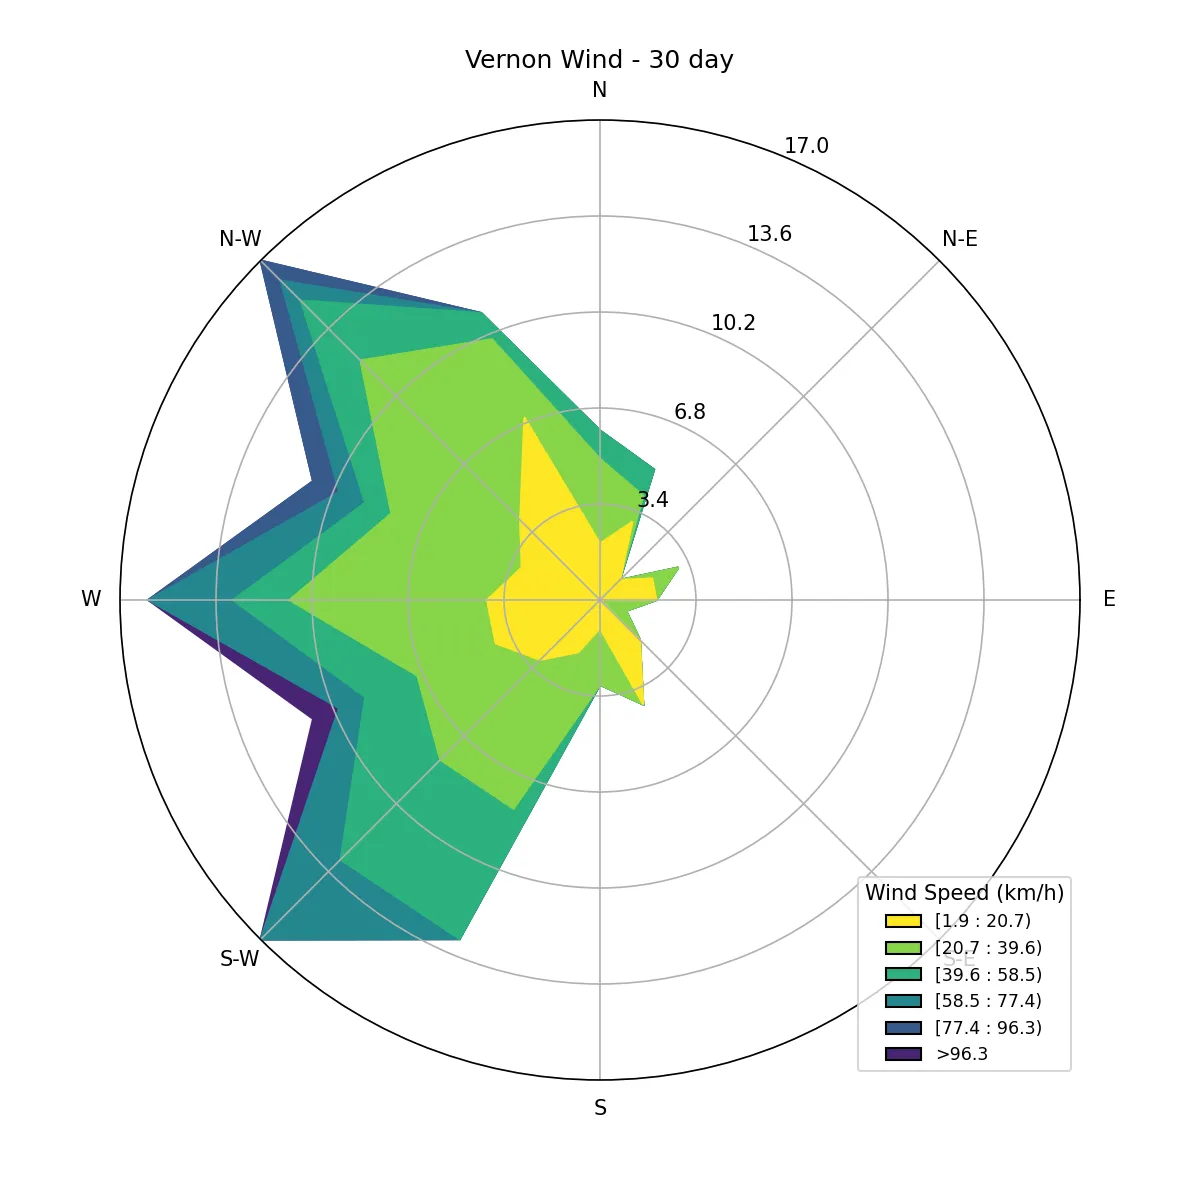 Vernon Wind - 30 day
N
17.0
13.6
N-W
N-E
10.2
6.8
3.4
W
E
Wind Speed (km/h)
[1.9 : 20.7)
[20.7 : 39.6)
S-W
S-E
[39.6 : 58.5)
[58.5 : 77.4)
[77.4 : 96.3)
>96.3
S